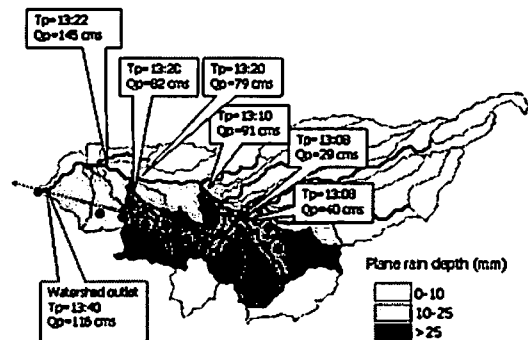 Tp=13:22
Qp=145 cms
Tp=13:20
Qp=82 cms
Tp=13:20
Qp=79 cms
Tp=13:10
Qp=91 cms
Tp=13:08
Qp=29 cms
Tp=13:08
Qp=40 cms
Watershed outlet
Tp=13:40
Qp=116 cms
Plane rain depth (mm)
0-10
10-25
>25